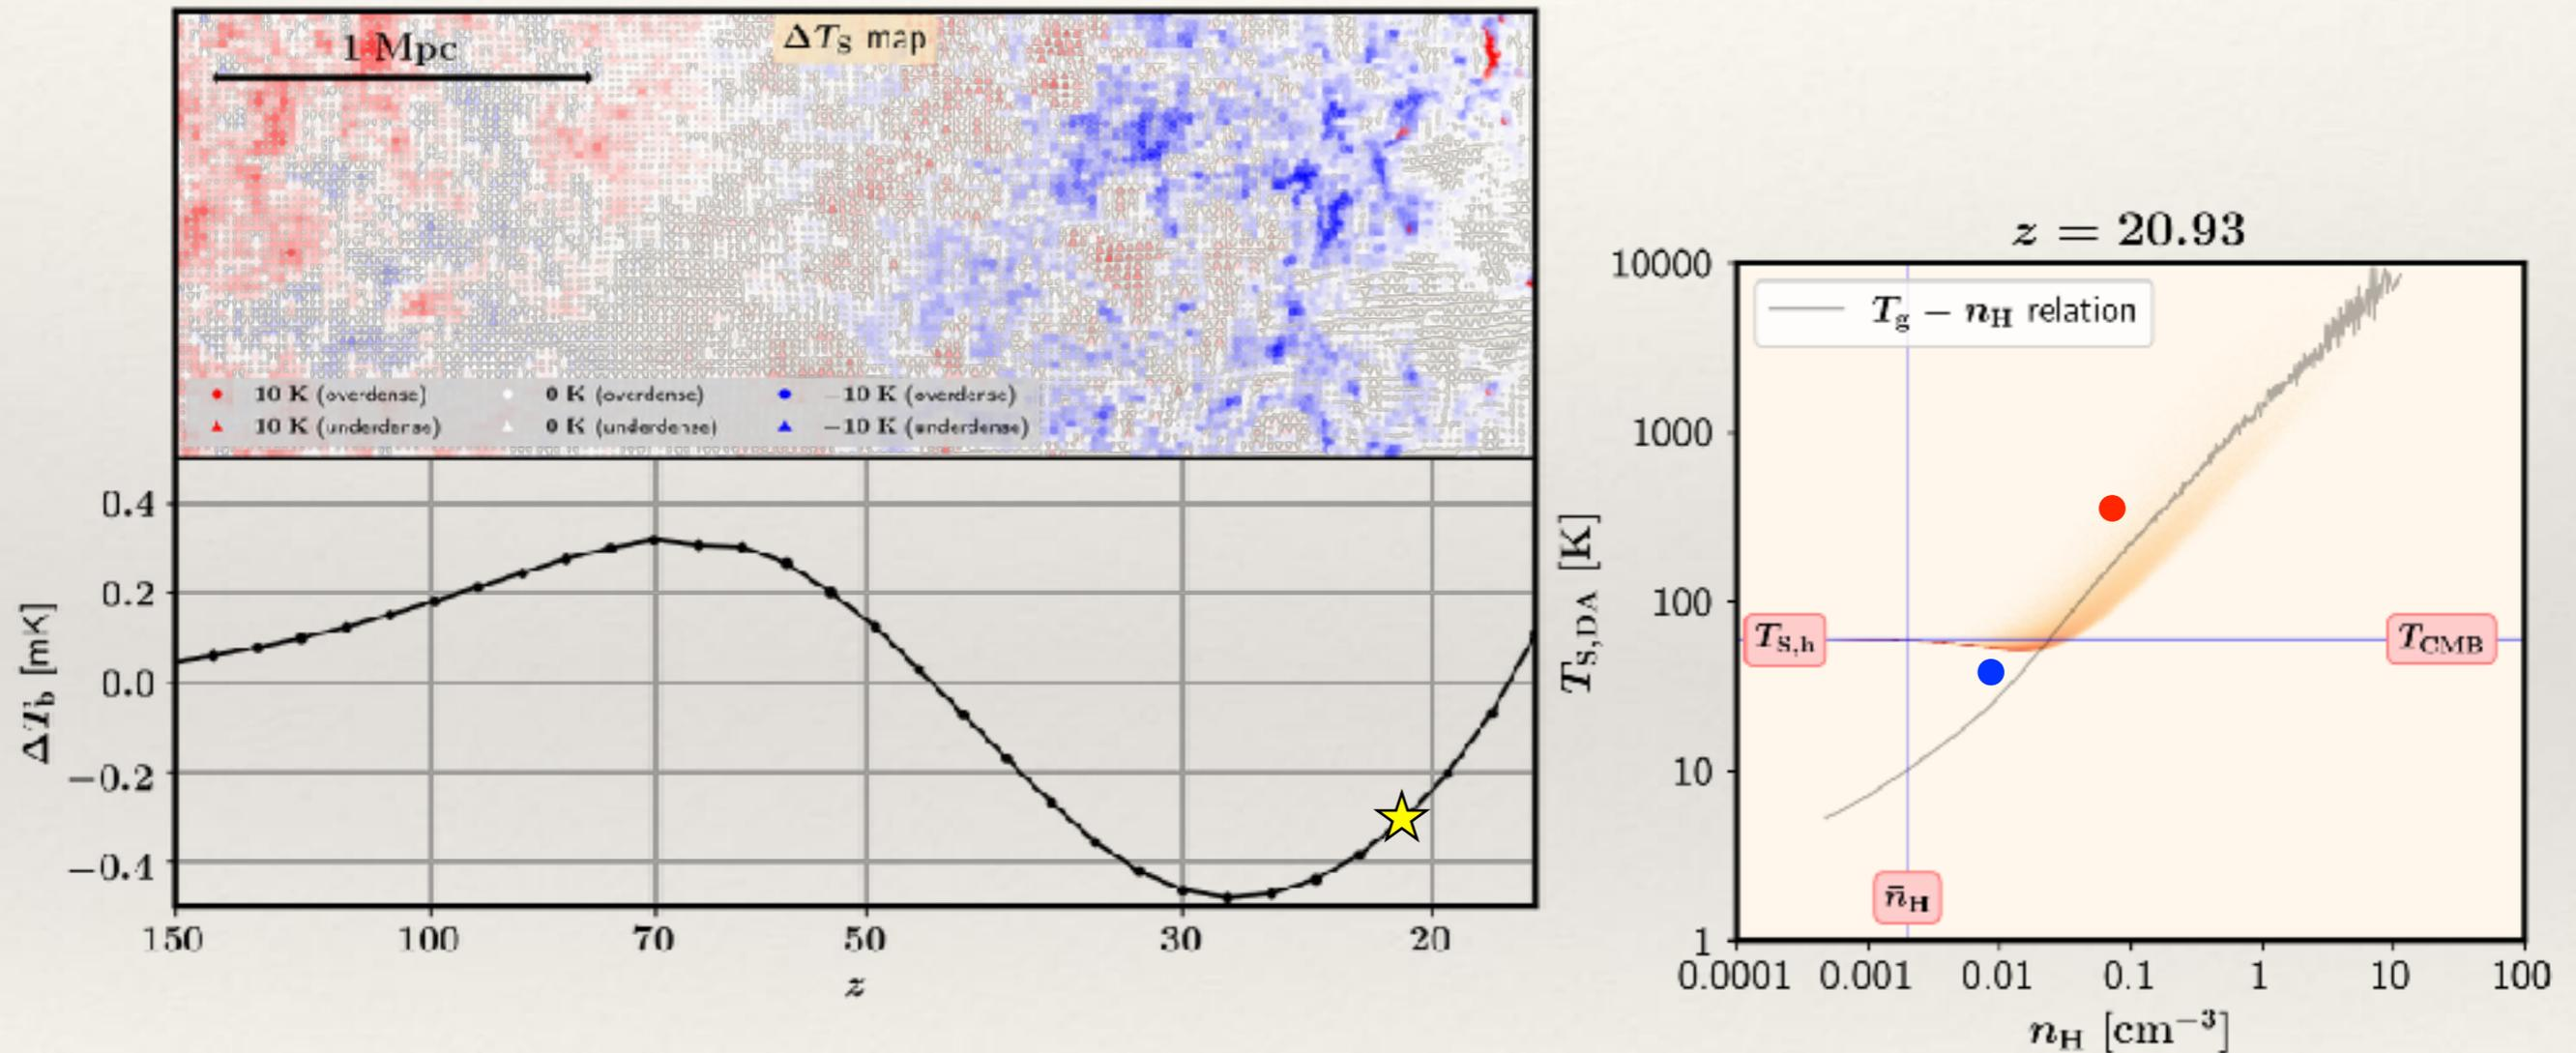 1 Mpc
ΔT_S map
10 K (overdense) 0 K (overdense) −10 K (overdense)
10 K (underdense) 0 K (underdense) −10 K (underdense)
ΔT_b [mK]
0.4
0.2
0.0
−0.2
−0.4
150 100 70 50 30 20
z
z = 20.93
T_g − n_H relation
T_S,DA [K]
10000
1000
100
10
1
T_S,h
T_CMB
n̄_H
0.0001 0.001 0.01 0.1 1 10 100
n_H [cm⁻³]